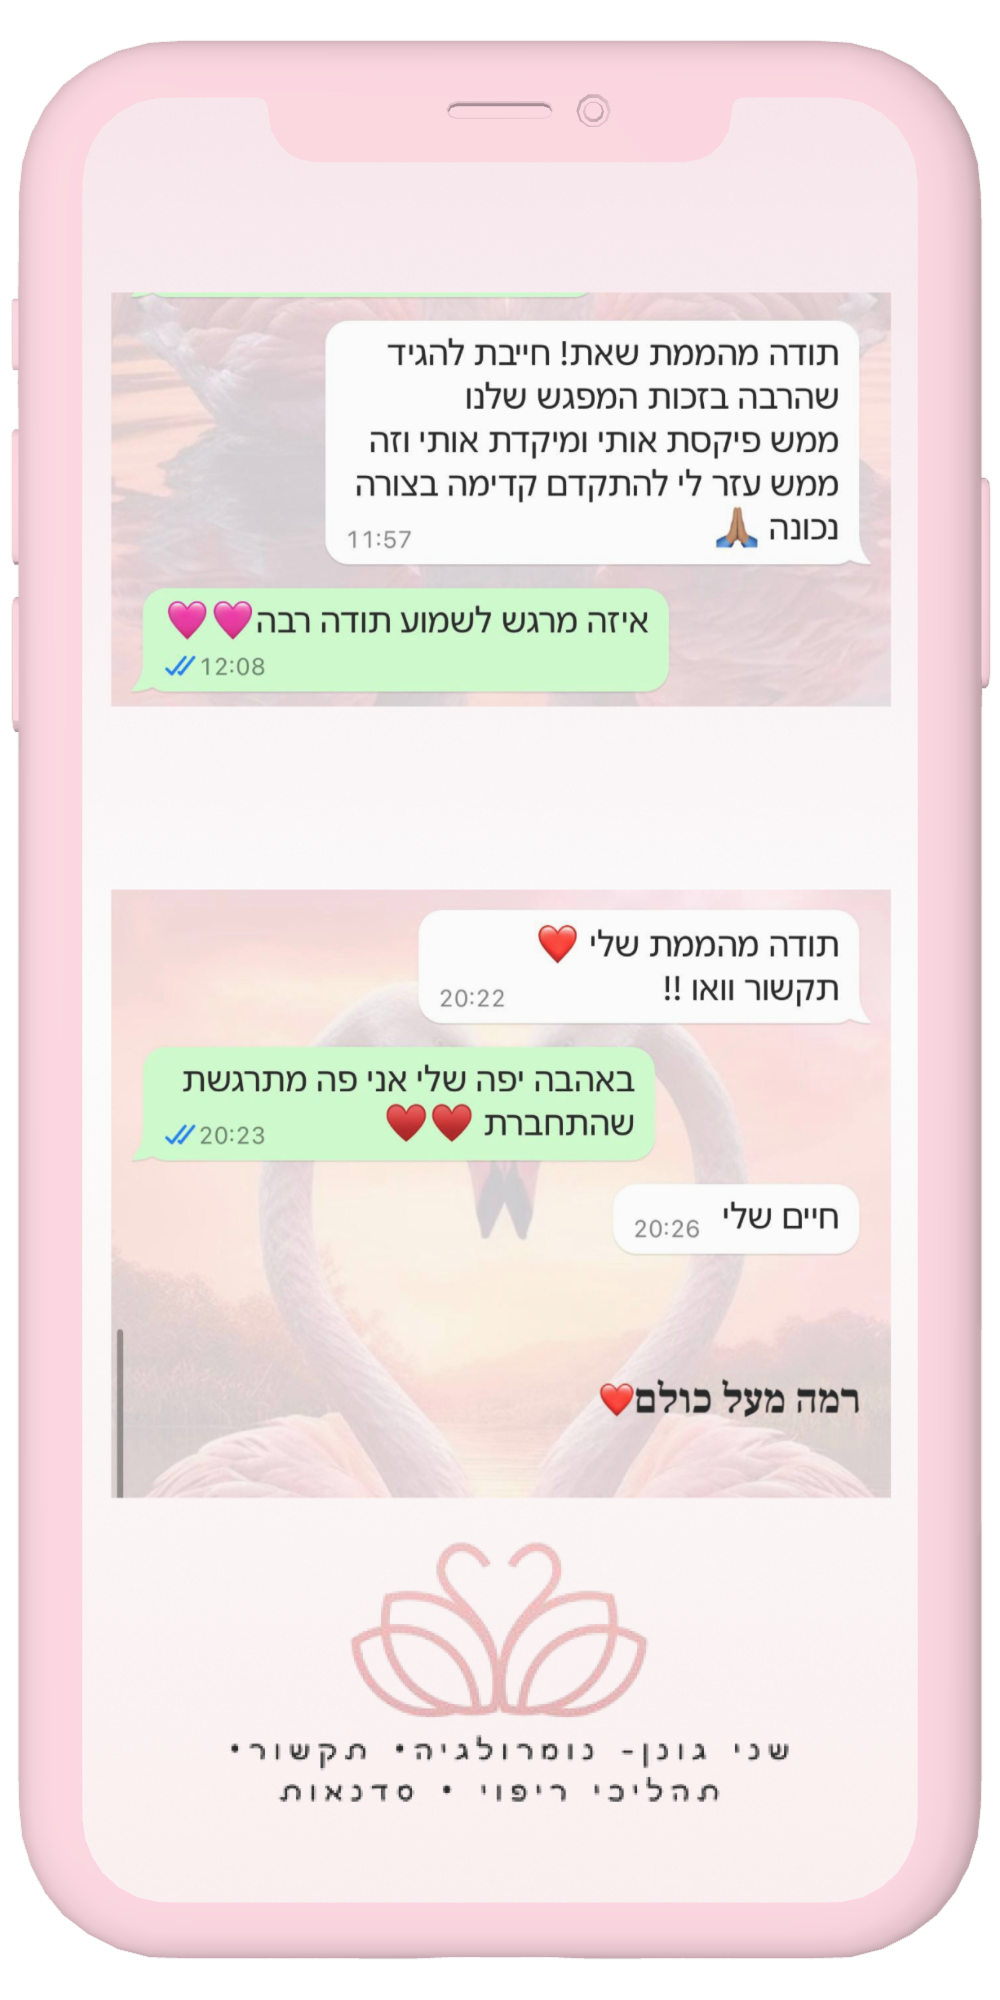 תודה מהממת שאת! חייבת להגיד
שהרבה בזכות המפגש שלנו
ממש פיקסת אותי ומיקדת אותי וזה
ממש עזר לי להתקדם קדימה בצורה
נכונה 🙏🏽
11:57
איזה מרגש לשמוע תודה רבה🩷🩷
12:08
תודה מהממת שלי ❤️
תקשור וואו !!
20:22
באהבה יפה שלי אני פה מתרגשת
שהתחברת ♥️♥️
20:23
חיים שלי
20:26
רמה מעל כולם❤️
שני גונן- נומרולגיה• תקשור•
תהליכי ריפוי • סדנאות